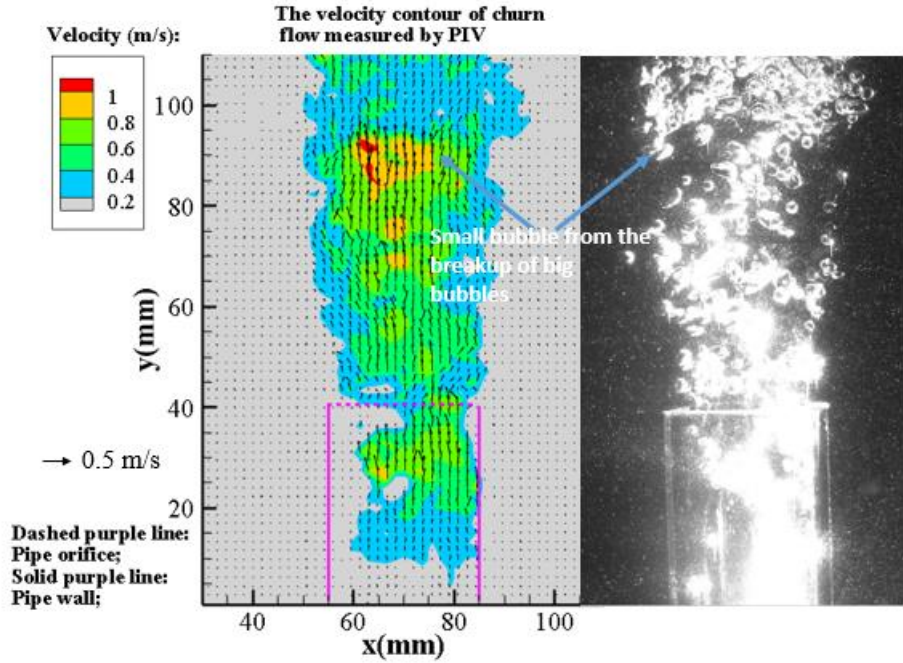 The velocity contour of churn
flow measured by PIV
Velocity (m/s):
1
0.8
0.6
0.4
0.2
100
80
60
40
20
y(mm)
Small bubble from the
breakup of big
bubbles
→ 0.5 m/s
Dashed purple line:
Pipe orifice;
Solid purple line:
Pipe wall;
40
60
80
100
x(mm)